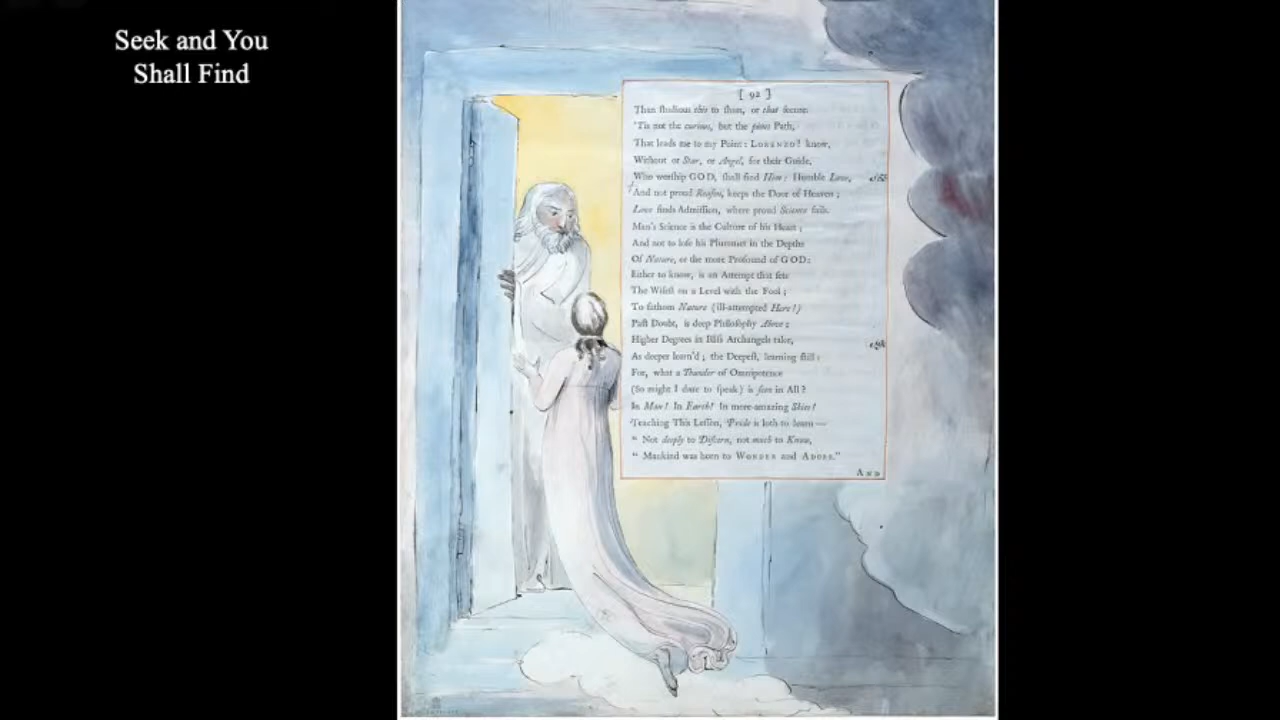 Seek and You
Shall Find
[ 92 ]
Than ſtudious this to ſhun, or that ſecure.
'Tis not the curious, but the pious Path,
That leads me to my Point: LORENZO! know,
Without or Star, or Angel, for their Guide,
Who worſhip GOD, ſhall find Him: Humble Love,
And not proud Reaſon, keeps the Door of Heaven;
Love finds Admiſſion, where proud Science fails.
Man's Science is the Culture of his Heart;
And not to loſe his Plummet in the Depths
Of Nature, or the more Profound of GOD:
Either to know, is an Attempt that ſets
The Wiſeſt on a Level with the Fool;
To fathom Nature (ill-attempted Here!)
Paſt Doubt, is deep Philoſophy Above;
Higher Degrees in Bliſs Archangels take,
As deeper learn'd; the Deepeſt, learning ſtill:
For, what a Thunder of Omnipotence
(So might I dare to ſpeak) is ſeen in All?
In Man! In Earth! In more-amazing Skies!
Teaching This Leſſon, Pride is loth to learn—
" Not deeply to Diſcern, not much to Know,
" Mankind was born to WONDER and ADORE."
AND